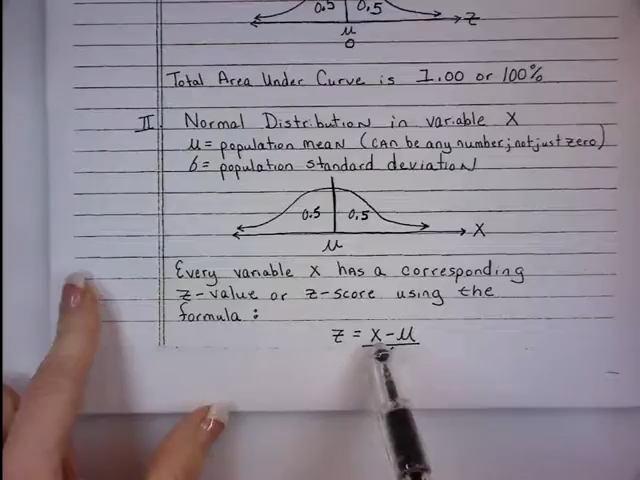 0.5 0.5
Z
μ
0
Total Area Under Curve is 1.00 or 100%
II Normal Distribution in variable X
μ = population mean (can be any number; not just zero)
σ = population standard deviation
0.5 0.5
X
μ
Every variable X has a corresponding
z-value or z-score using the
formula:
z = x - μ